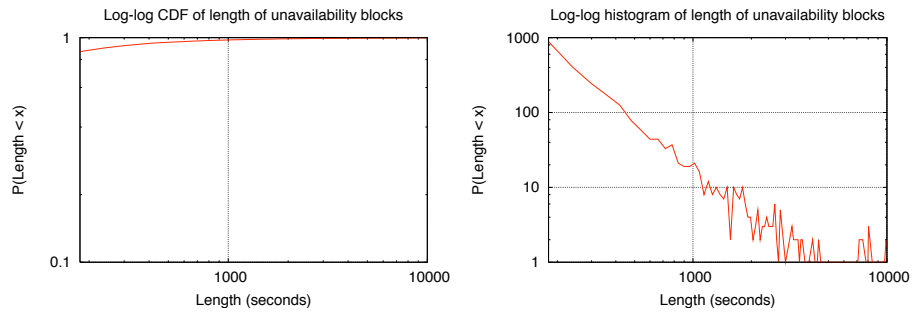 Log-log CDF of length of unavailability blocks
1
0.1
P(Length < x)
1000
10000
Length (seconds)
Log-log histogram of length of unavailability blocks
1000
100
10
1
P(Length < x)
1000
10000
Length (seconds)